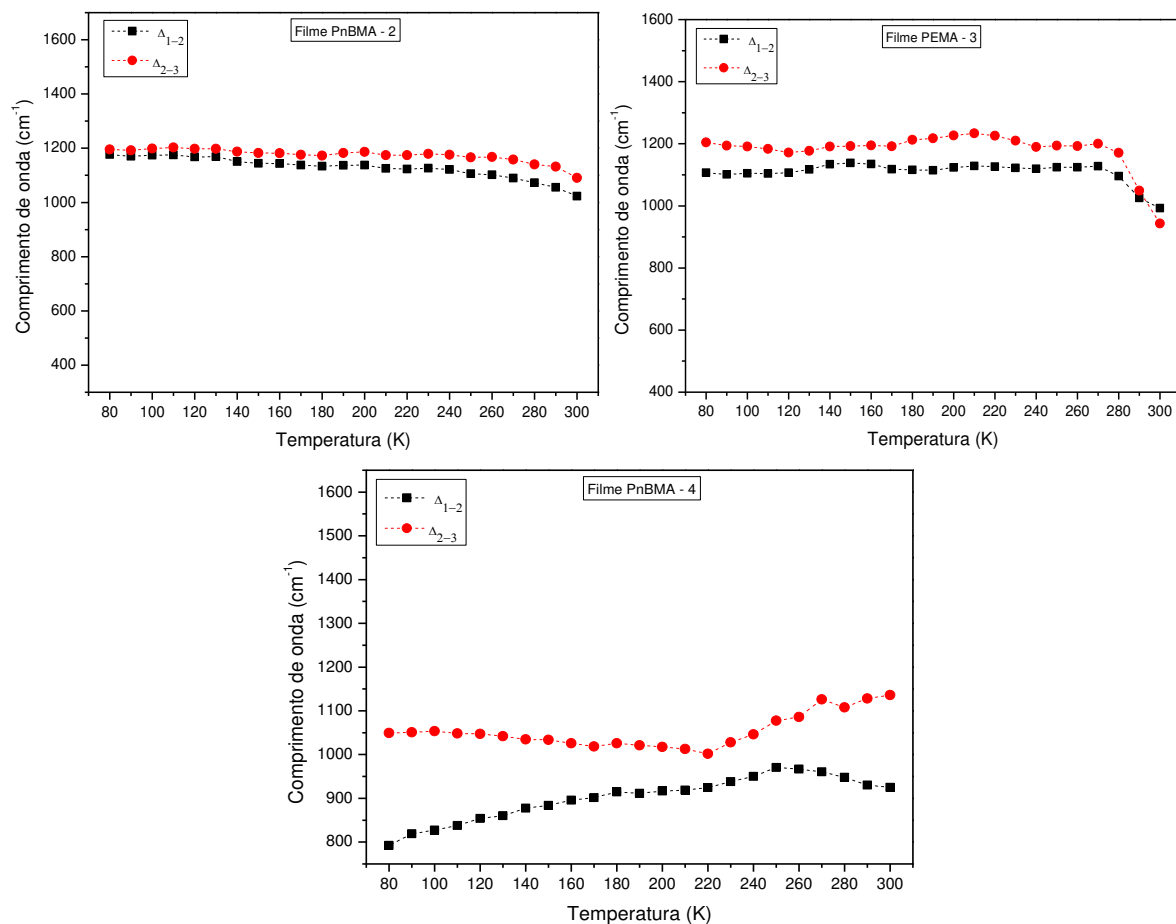 Filme PnBMA - 2
Δ1−2
Δ2−3
Comprimento de onda (cm-1)
1600
1400
1200
1000
800
600
400
80 100 120 140 160 180 200 220 240 260 280 300
Temperatura (K)
Filme PEMA - 3
Δ1−2
Δ2−3
Comprimento de onda (cm-1)
1600
1400
1200
1000
800
600
400
80 100 120 140 160 180 200 220 240 260 280 300
Temperatura (K)
Filme PnBMA - 4
Δ1−2
Δ2−3
Comprimento de onda (cm-1)
1600
1500
1400
1300
1200
1100
1000
900
800
80 100 120 140 160 180 200 220 240 260 280 300
Temperatura (K)